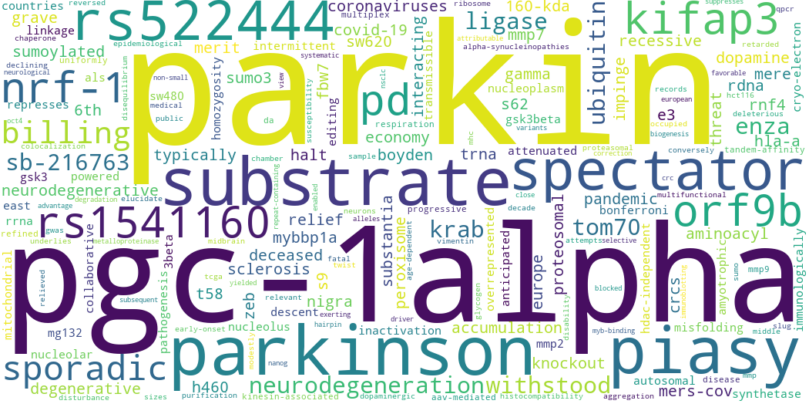 countries reversed rs522444 coronaviruses multiplex ribosome kifap3 suppresses qpcr
grave epidemiological covid-19 160-kda ligase attributable retarded
linkage chaperone merit intermittent sw620 mmp7 alpha-synucleinopathies recessive
sumoylated parkin interacting ubiquitin dopamine
declining neurological uniformly als sumo3 fbw7 transmissible gamma non-small view systematic favorable mere
nrf-1 6th sw480 homozygosity editing nucleoplasm impinge records european rdna cryo-electron
represses oct4 disequilibrium medical public da susceptibility pd s62 nsclc hct116 e3 rnf4
billing colocalization respiration gsk3beta variants occupied threat deleterious enza
economy proteasomal correction biogenesis hla-a
sb-216763 typically halt boyden trna attenuated mhc conversely tandem-affinity
gsk3 powered chamber sample crc
neurodegenerative degradation substrate enabled repeat-containing close spectator multifunctional
east advantage elucidate neurons progressive decade pandemic bonferroni alleles
rrna rs1541160 relief substantia krab tom70 orf9b
refined gwas collaborative mybbp1a age-dependent vimentin peroxisome overrepresented anticipated europe proteasomal attempts selective aminoacyl
underlies metalloproteinase 3beta deceased fatal twist
mitochondrial midbrain sclerosis s9 hdac-independent crcs sumo mmp9 amyotrophic immunologically
pgc-1alpha
relieved pathogenesis t58 tcga yielded zeb nigra relevant blocked
mg132 subsequent early-onset nucleolus descent exerting inactivation accumulation myb-binding misfolding slug
nucleolar hairpin driver glycogen mmp2 disability middle
sporadic parkinson knockout piasy
h460 modestly nanog autosomal disease mmp
degenerative neurodegeneration withstood mers-cov synthetase
disturbance sizes purification kinesin-associated dopaminergic aav-mediated histocompatibility aggregation